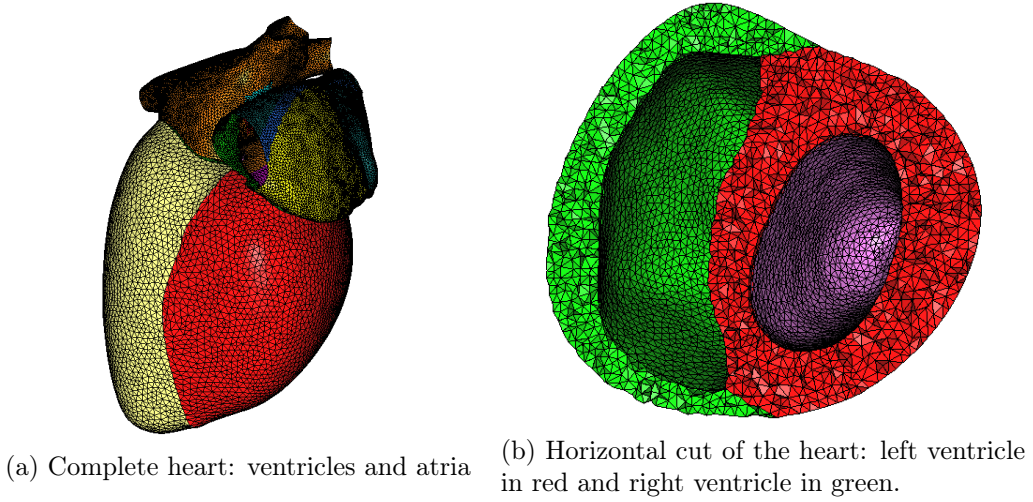 (a) Complete heart: ventricles and atria
(b) Horizontal cut of the heart: left ventricle
in red and right ventricle in green.